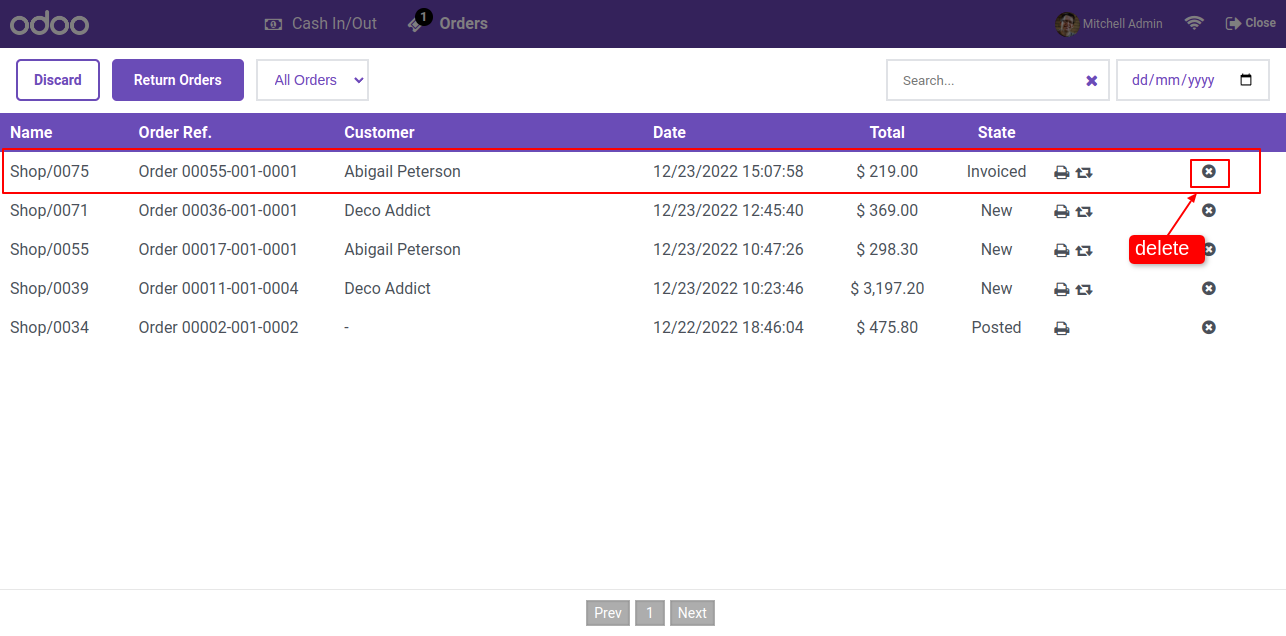 odoo Cash In/Out 1 Orders Mitchell Admin Close
Discard Return Orders All Orders Search... dd/mm/yyyy
Name Order Ref. Customer Date Total State
Shop/0075 Order 00055-001-0001 Abigail Peterson 12/23/2022 15:07:58 $ 219.00 Invoiced
Shop/0071 Order 00036-001-0001 Deco Addict 12/23/2022 12:45:40 $ 369.00 New
Shop/0055 Order 00017-001-0001 Abigail Peterson 12/23/2022 10:47:26 $ 298.30 New
delete
Shop/0039 Order 00011-001-0004 Deco Addict 12/23/2022 10:23:46 $ 3,197.20 New
Shop/0034 Order 00002-001-0002 - 12/22/2022 18:46:04 $ 475.80 Posted
Prev 1 Next